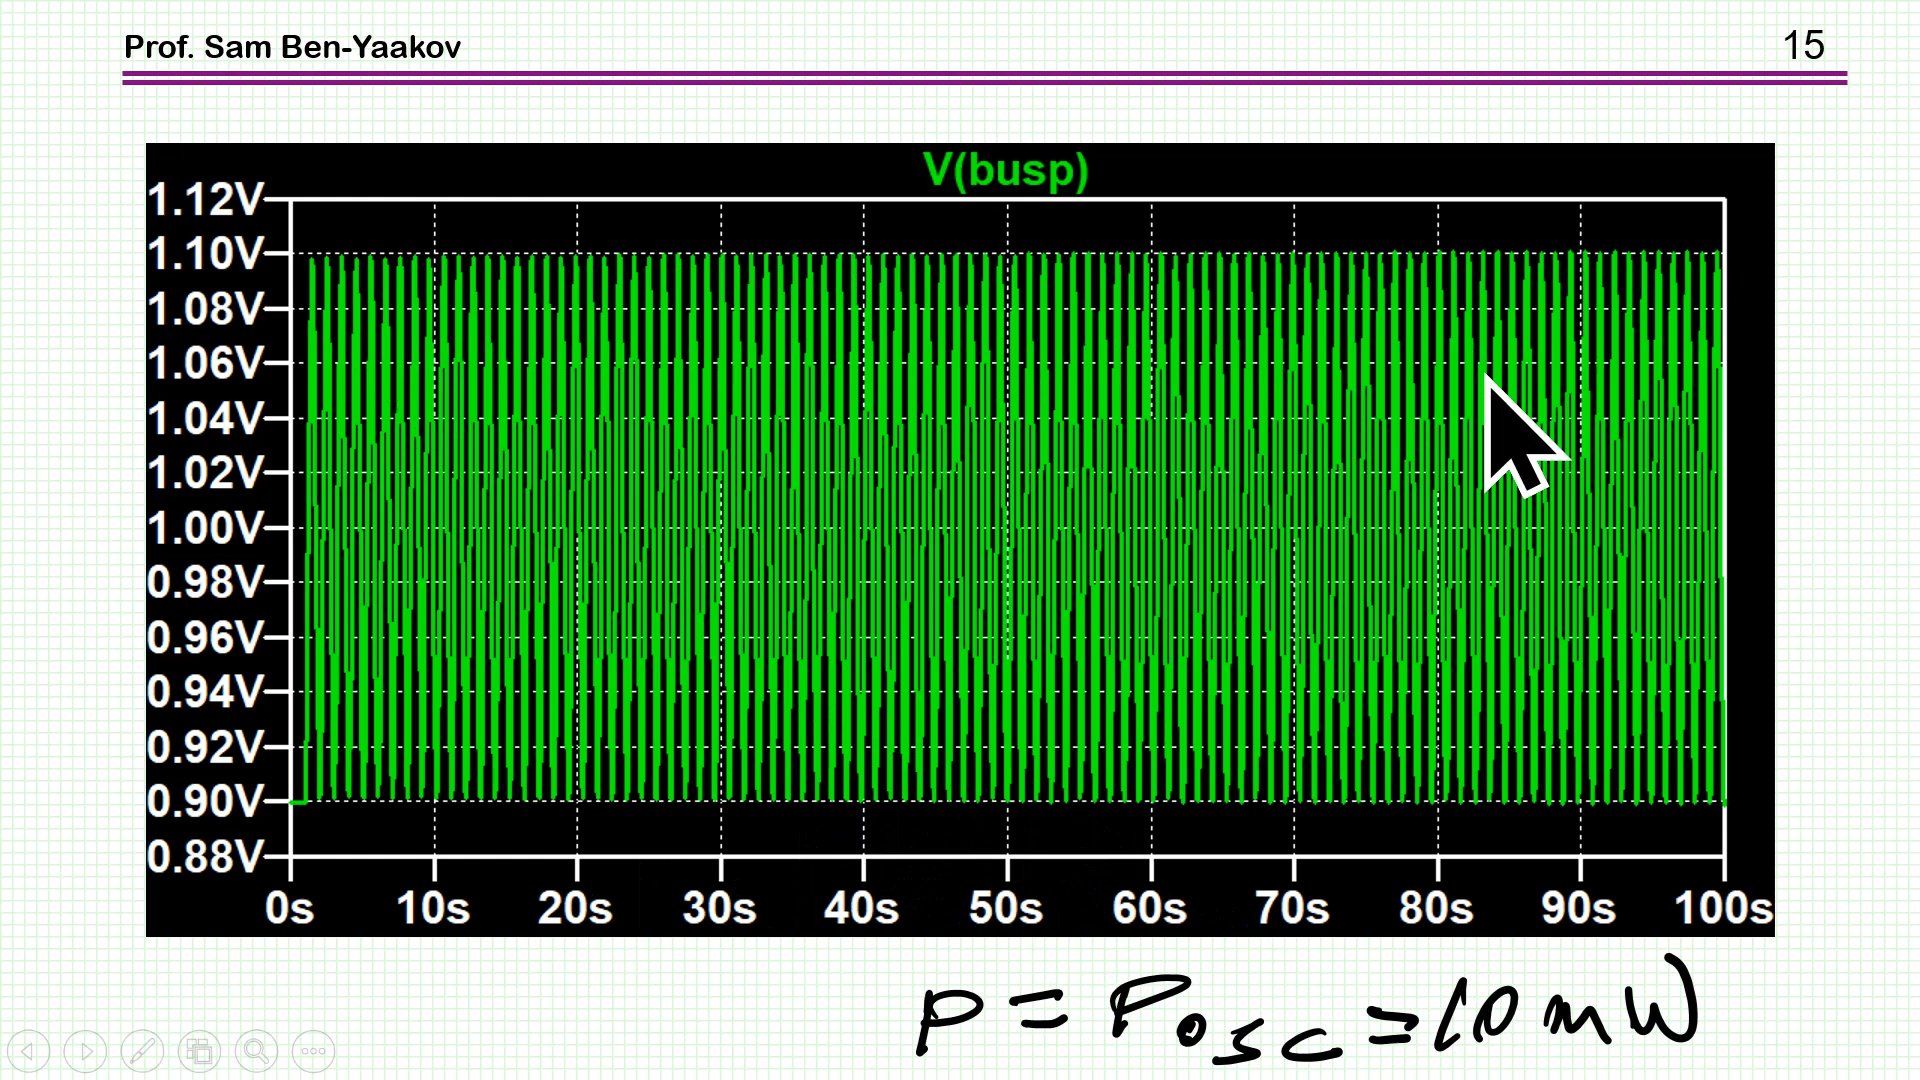 Prof. Sam Ben-Yaakov 15
V(busp)
1.12V
1.10V
1.08V
1.06V
1.04V
1.02V
1.00V
0.98V
0.96V
0.94V
0.92V
0.90V
0.88V
0s 10s 20s 30s 40s 50s 60s 70s 80s 90s 100s
P = Posc = 10 mW